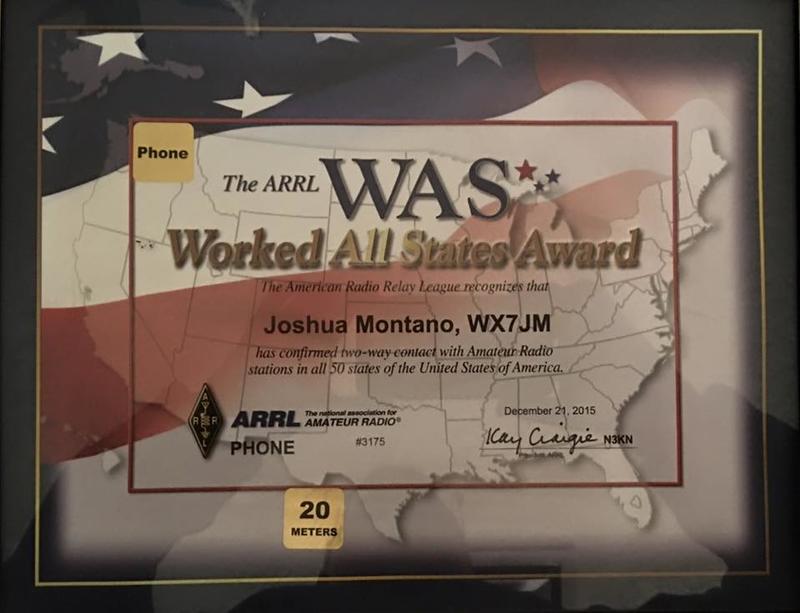 Phone
The ARRL WAS
Worked All States Award
The American Radio Relay League recognizes that
Joshua Montano, WX7JM
has confirmed two-way contact with Amateur Radio
stations in all 50 states of the United States of America.
A
R R
L
ARRL The national association for
AMATEUR RADIO®
PHONE
#3175
December 21, 2015
Kay Craigie N3KN
President, ARRL
20
METERS